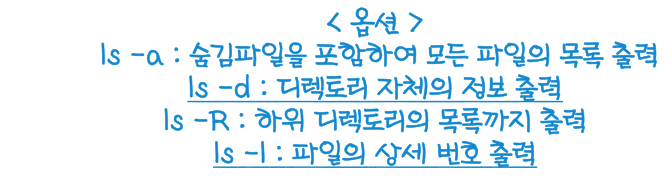 < 옵션 >
ls -a : 숨김파일을 포함하여 모든 파일의 목록 출력
ls -d : 디렉토리 자체의 정보 출력
ls -R : 하위 디렉토리의 목록까지 출력
ls -l : 파일의 상세 번호 출력